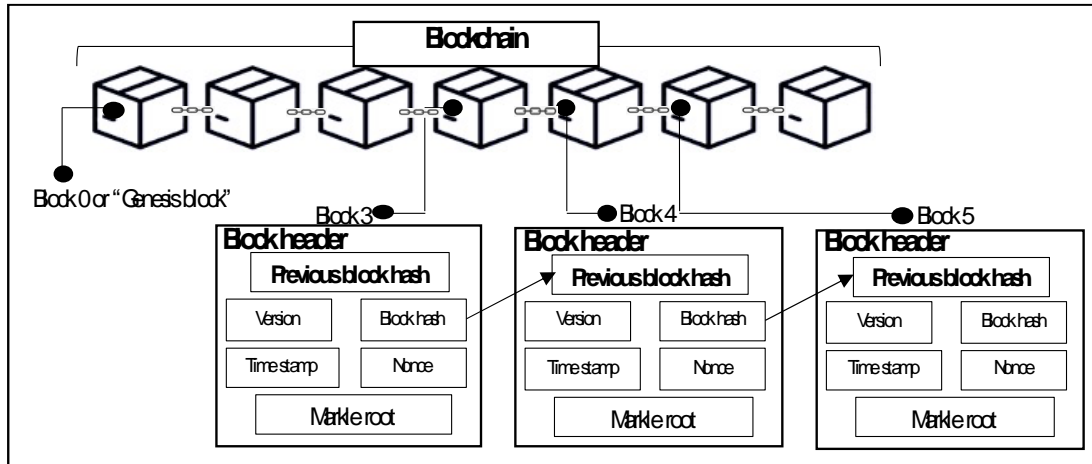 Blockchain
Block 0 or “Genesis block”
Block 3
Block 4
Block 5
Block header
Previous block hash
Version
Block hash
Time stamp
Nonce
Markle root
Block header
Previous block hash
Version
Block hash
Time stamp
Nonce
Markle root
Block header
Previous block hash
Version
Block hash
Time stamp
Nonce
Markle root